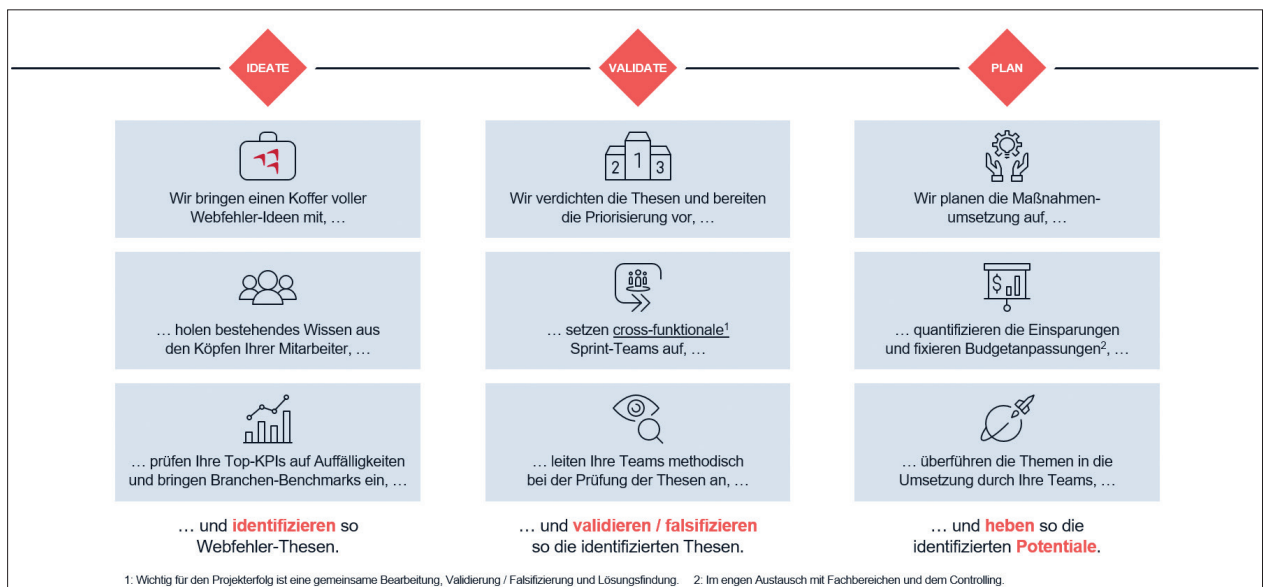 IDEATE
Wir bringen einen Koffer voller
Webfehler-Ideen mit, …
… holen bestehendes Wissen aus
den Köpfen Ihrer Mitarbeiter, …
… prüfen Ihre Top-KPIs auf Auffälligkeiten
und bringen Branchen-Benchmarks ein, …
… und identifizieren so
Webfehler-Thesen.
VALIDATE
2 1 3
Wir verdichten die Thesen und bereiten
die Priorisierung vor, …
… setzen cross-funktionale¹
Sprint-Teams auf, …
… leiten Ihre Teams methodisch
bei der Prüfung der Thesen an, …
… und validieren / falsifizieren
so die identifizierten Thesen.
PLAN
Wir planen die Maßnahmen-
umsetzung auf, …
$
… quantifizieren die Einsparungen
und fixieren Budgetanpassungen², …
… überführen die Themen in die
Umsetzung durch Ihre Teams, …
… und heben so die
identifizierten Potentiale.
1: Wichtig für den Projekterfolg ist eine gemeinsame Bearbeitung, Validierung / Falsifizierung und Lösungsfindung. 2: Im engen Austausch mit Fachbereichen und dem Controlling.